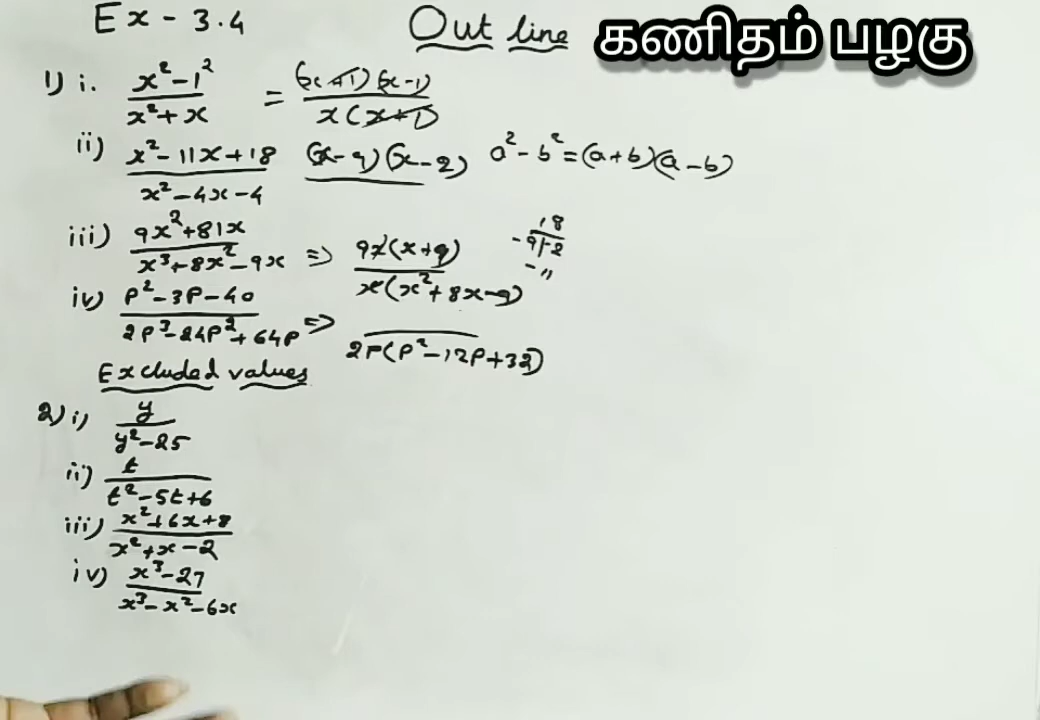 Ex - 3.4 Out line கணிதம் பழகு
1) i. x² - 1² / x² + x = (x+1)(x-1) / x(x+1)
ii) x² - 11x + 18 / x² - 4x - 4 (x-9)(x-2) a² - b² = (a+b)(a-b)
iii) 9x² + 81x / x³ + 8x² - 9x ⇒ 9x(x+9) / x(x² + 8x - 9)
18
-9 | -2
-11
iv) p² - 3p - 40 / 2p³ - 24p² + 64p ⇒ / 2p(p² - 12p + 32)
Excluded values
2) i) y / y² - 25
ii) t / t² - 5t + 6
iii) x² + 6x + 8 / x² + x - 2
iv) x³ - 27 / x³ - x² - 6x